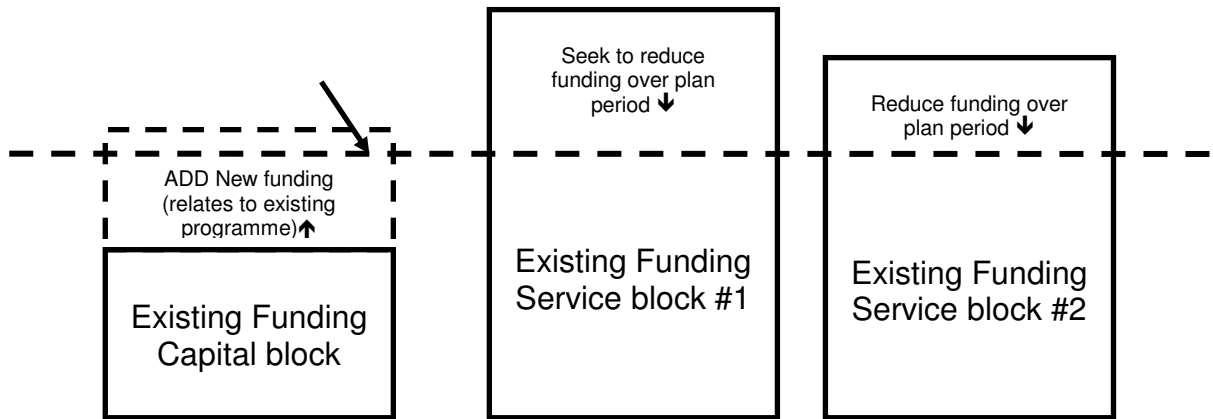 ADD New funding
(relates to existing
programme)↑
Existing Funding
Capital block
Seek to reduce
funding over plan
period ↓
Existing Funding
Service block #1
Reduce funding over
plan period ↓
Existing Funding
Service block #2